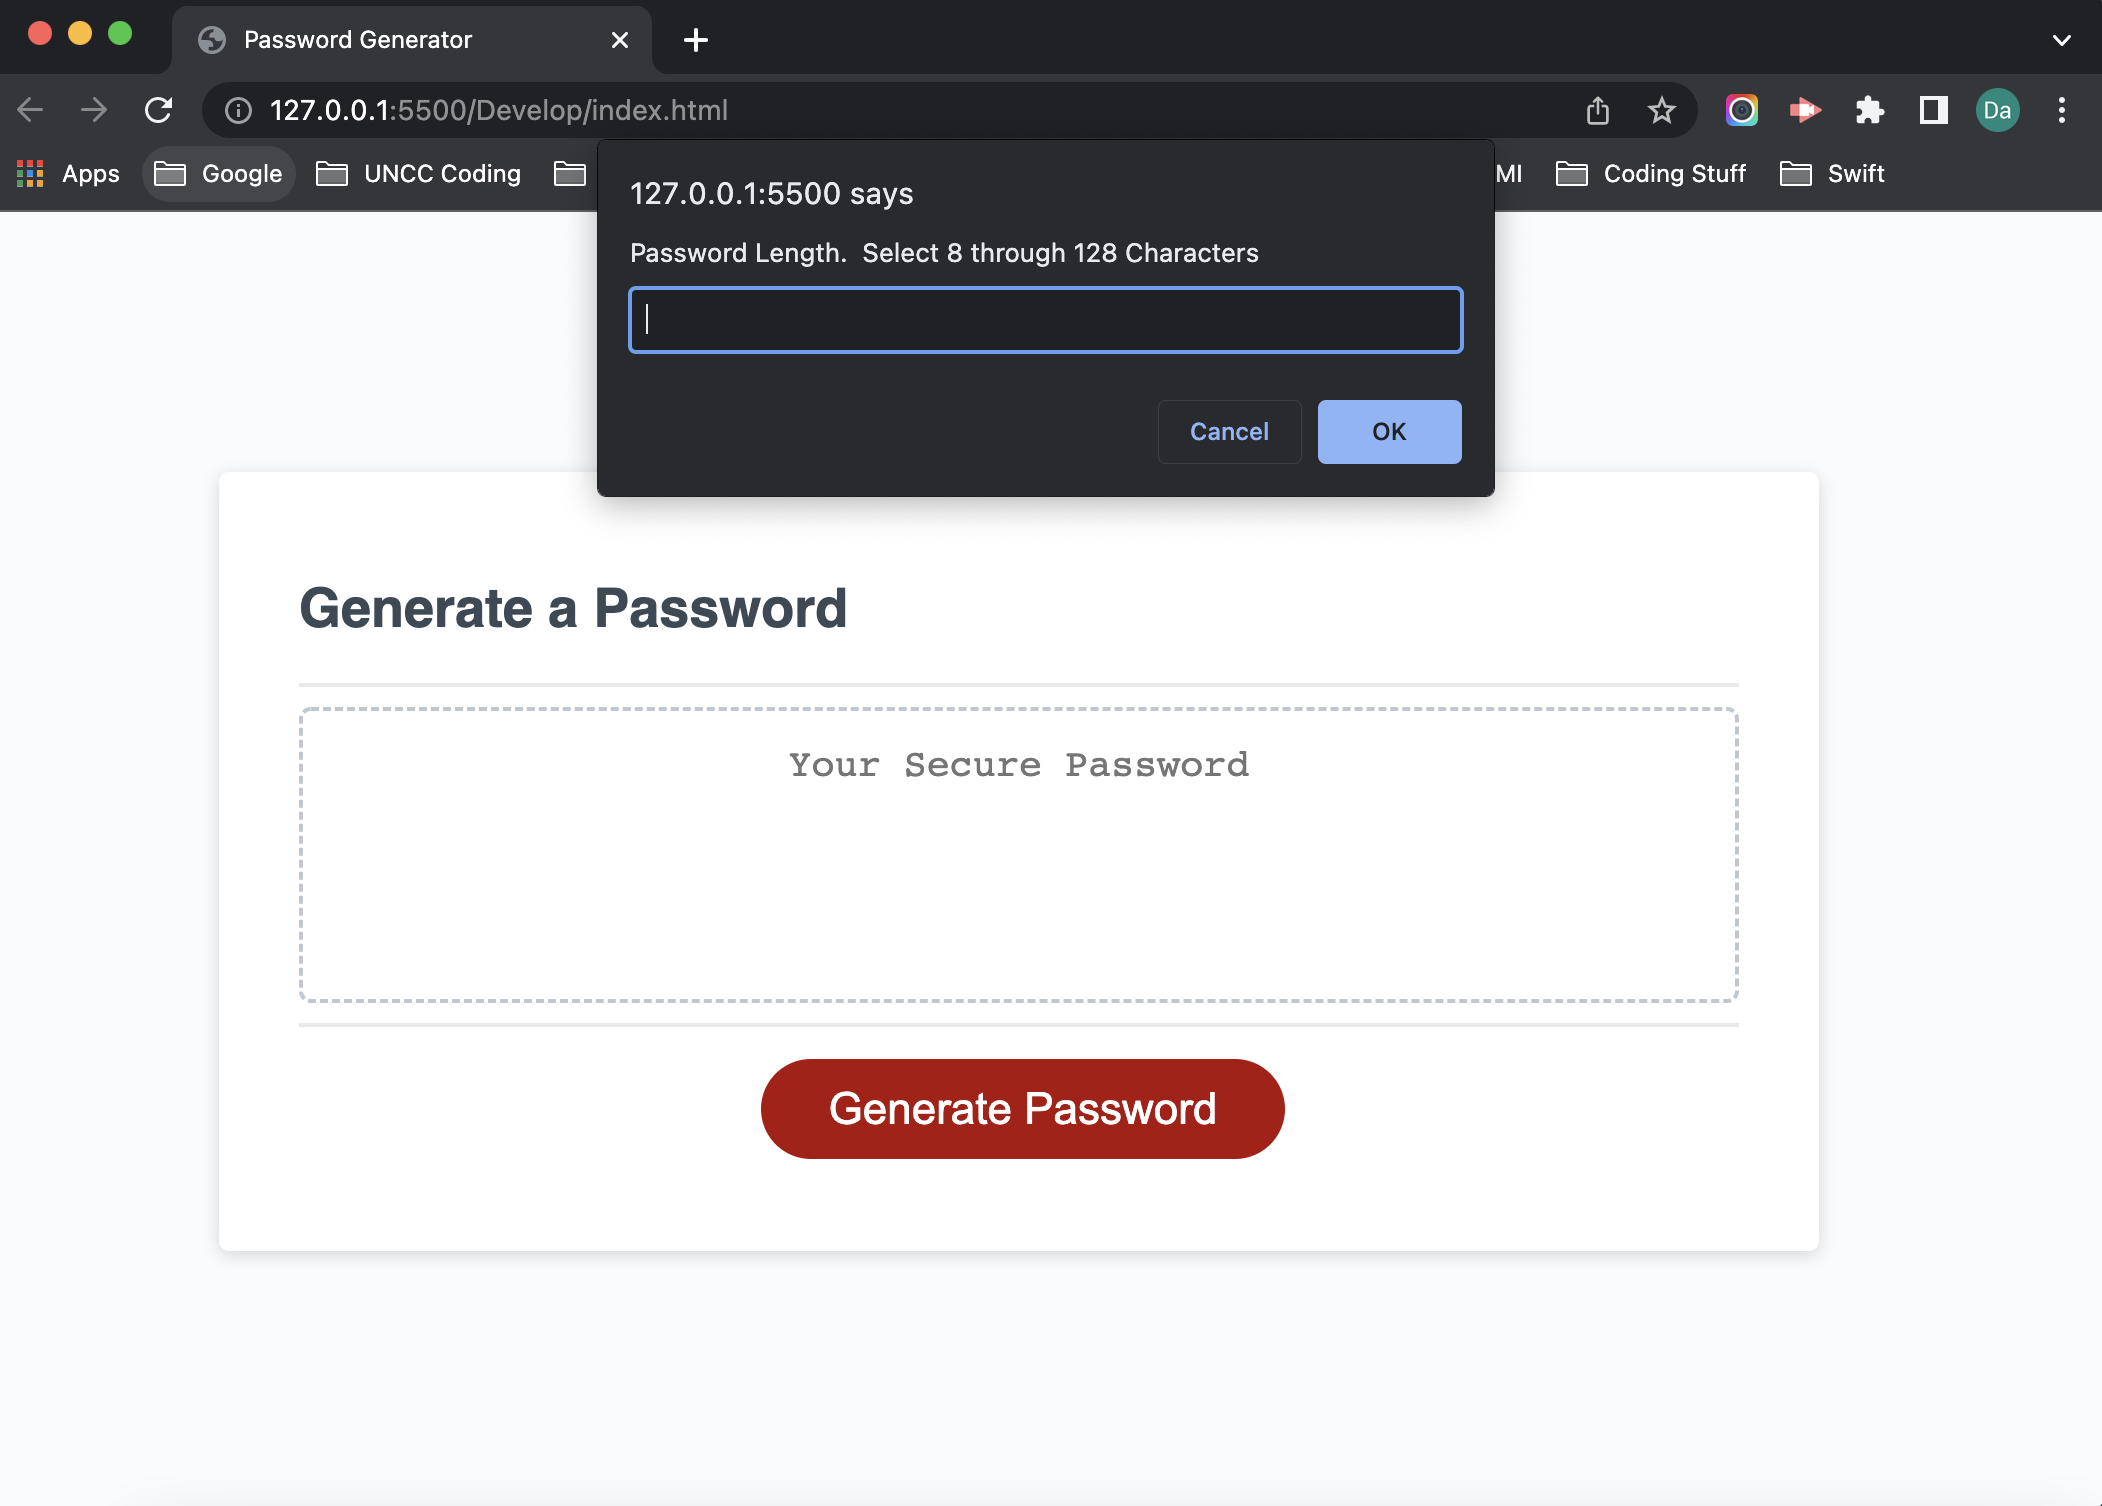 Password Generator
127.0.0.1:5500/Develop/index.html
Da
Apps
Google
UNCC Coding
MI
Coding Stuff
Swift
127.0.0.1:5500 says
Password Length.  Select 8 through 128 Characters
Cancel
OK
Generate a Password
Your Secure Password
Generate Password